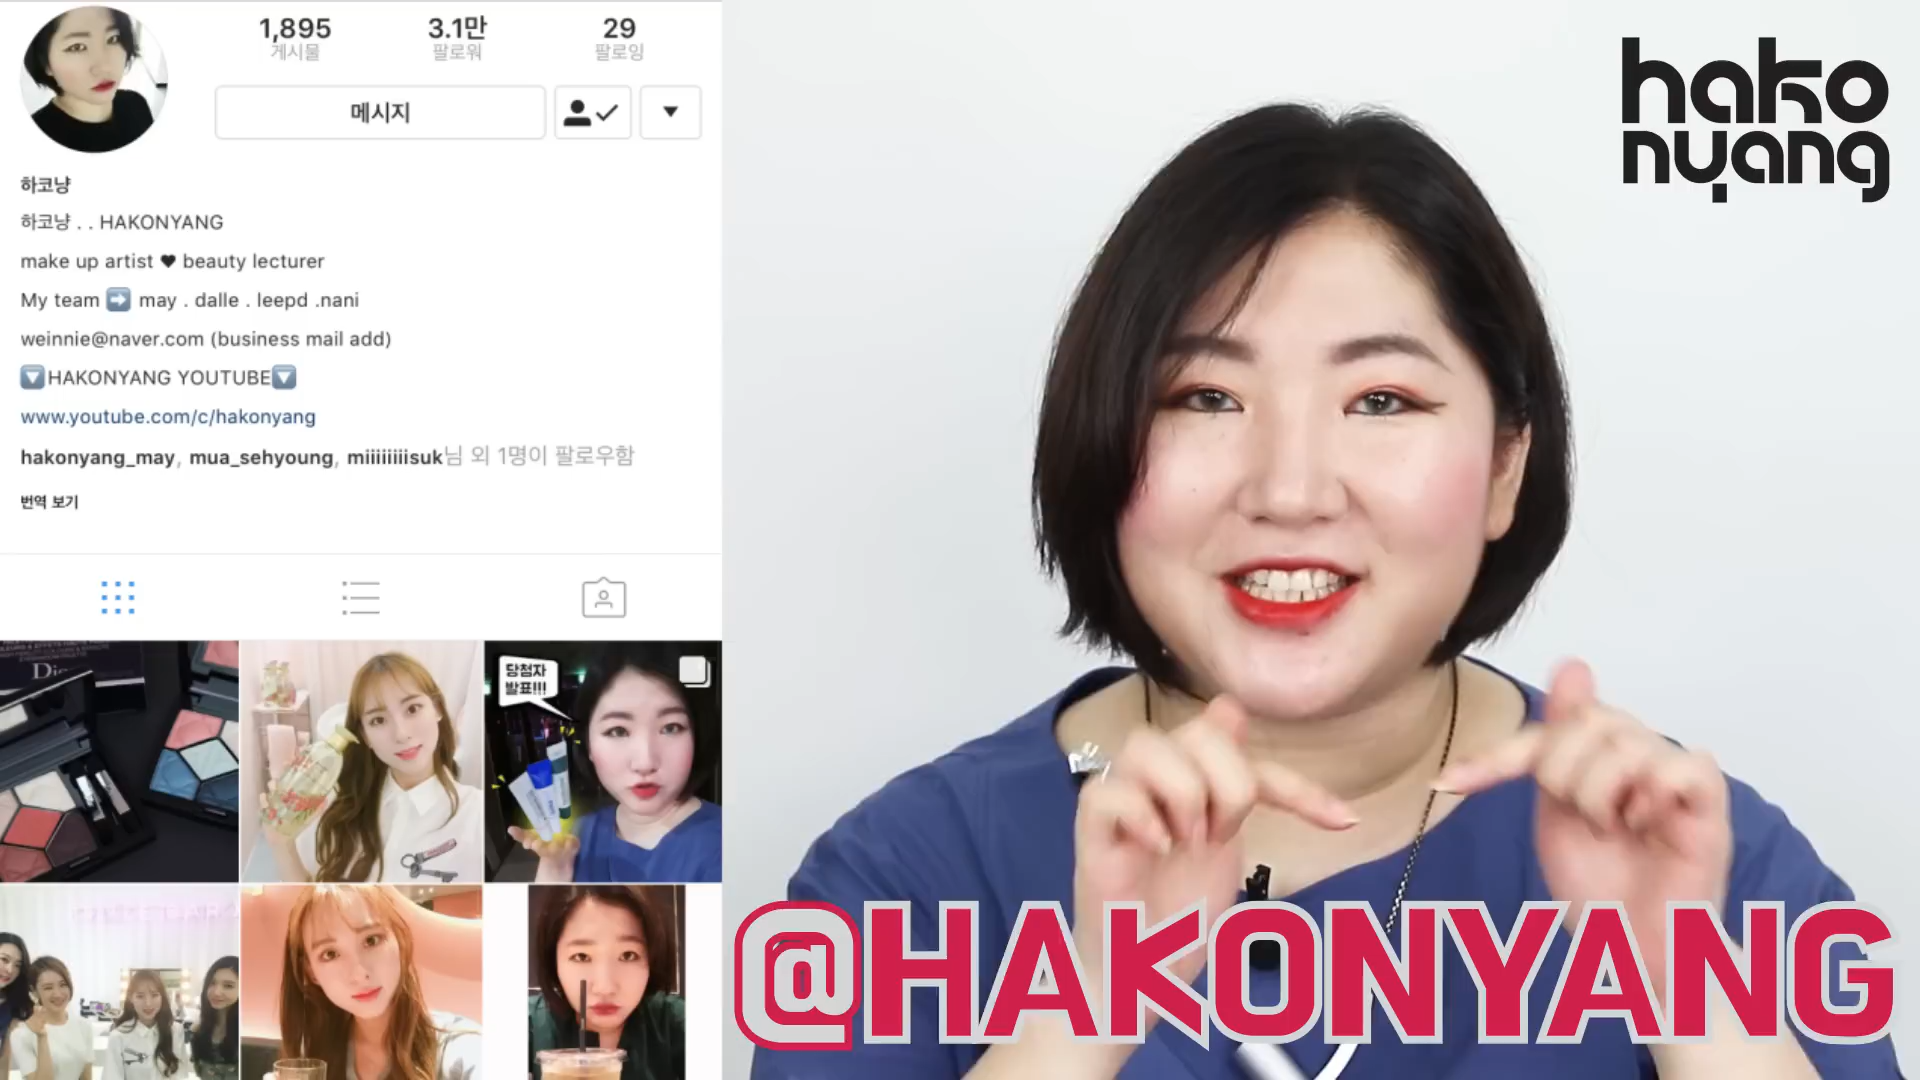 1,895
게시물
3.1만
팔로워
29
팔로잉
메시지
하코냥
하코냥 . . HAKONYANG
make up artist ♥ beauty lecturer
My team ➡ may . dalle . leepd .nani
weinnie@naver.com (business mail add)
🔽HAKONYANG YOUTUBE🔽
www.youtube.com/c/hakonyang
hakonyang_may, mua_sehyoung, miiiiiiiisuk님 외 1명이 팔로우함
번역 보기
당첨자
발표!!!
hako
nyang
@HAKONYANG